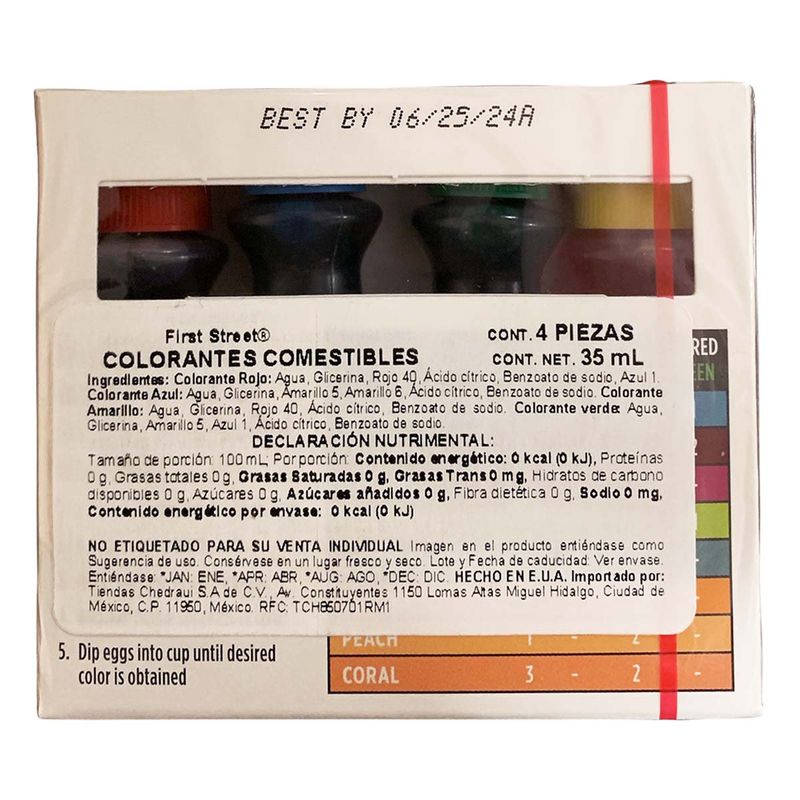 BEST BY 06/25/24A
First Street®
COLORANTES COMESTIBLES
CONT. 4 PIEZAS
CONT. NET. 35 mL
Ingredientes: Colorante Rojo: Agua, Glicerina, Rojo 40, Ácido cítrico, Benzoato de sodio, Azul 1.
Colorante Azul: Agua, Glicerina, Amarillo 5, Amarillo 6, Ácido cítrico, Benzoato de sodio. Colorante
Amarillo: Agua, Glicerina, Rojo 40, Ácido cítrico, Benzoato de sodio. Colorante verde: Agua,
Glicerina, Amarillo 5, Azul 1, Ácido cítrico, Benzoato de sodio.
DECLARACIÓN NUTRIMENTAL:
Tamaño de porción: 100 mL; Por porción: Contenido energético: 0 kcal (0 kJ), Proteínas
0 g, Grasas totales 0 g, Grasas Saturadas 0 g, Grasas Trans 0 mg, Hidratos de carbono
disponibles 0 g, Azúcares 0 g, Azúcares añadidos 0 g, Fibra dietética 0 g, Sodio 0 mg,
Contenido energético por envase: 0 kcal (0 kJ)
NO ETIQUETADO PARA SU VENTA INDIVIDUAL Imagen en el producto entiéndase como
Sugerencia de uso. Consérvese en un lugar fresco y seco. Lote y Fecha de caducidad: Ver envase.
Entiéndase: *JAN: ENE, *APR: ABR, *AUG: AGO, *DEC: DIC. HECHO EN E.U.A. Importado por:
Tiendas Chedraui S.A de C.V., Av. Constituyentes 1150 Lomas Altas Miguel Hidalgo, Ciudad de
México, C.P. 11950, México. RFC: TCH850701RM1
RED
PEACH 1 - 2 -
5. Dip eggs into cup until desired
color is obtained
CORAL 3 - 2 -